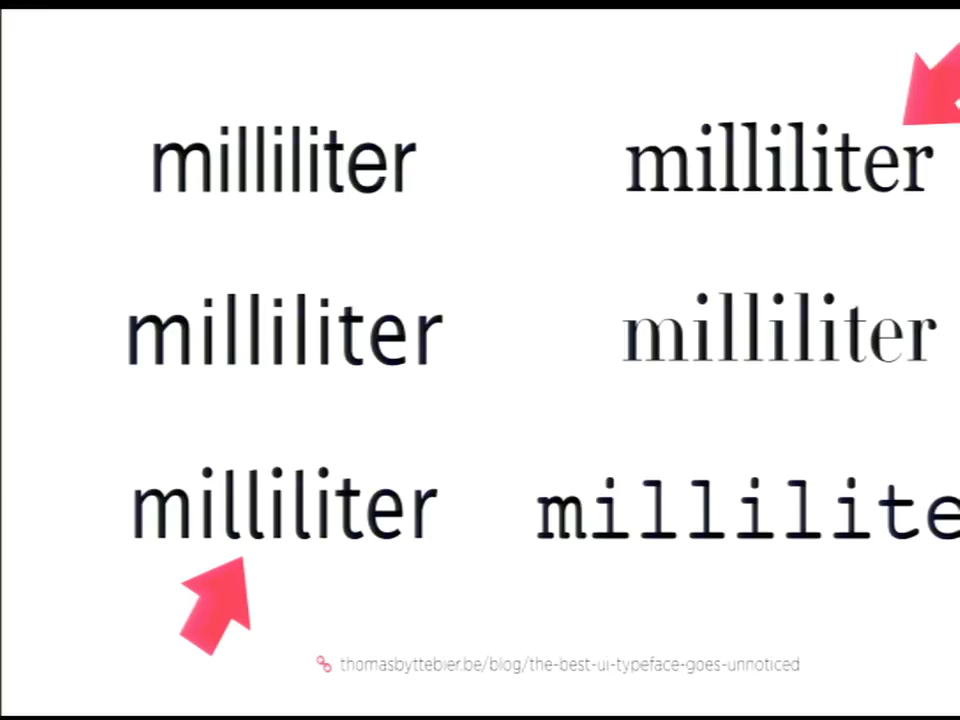 milliliter milliliter
milliliter milliliter
milliliter millilite
thomasbyttebier.be/blog/the-best-ui-typeface-goes-unnoticed